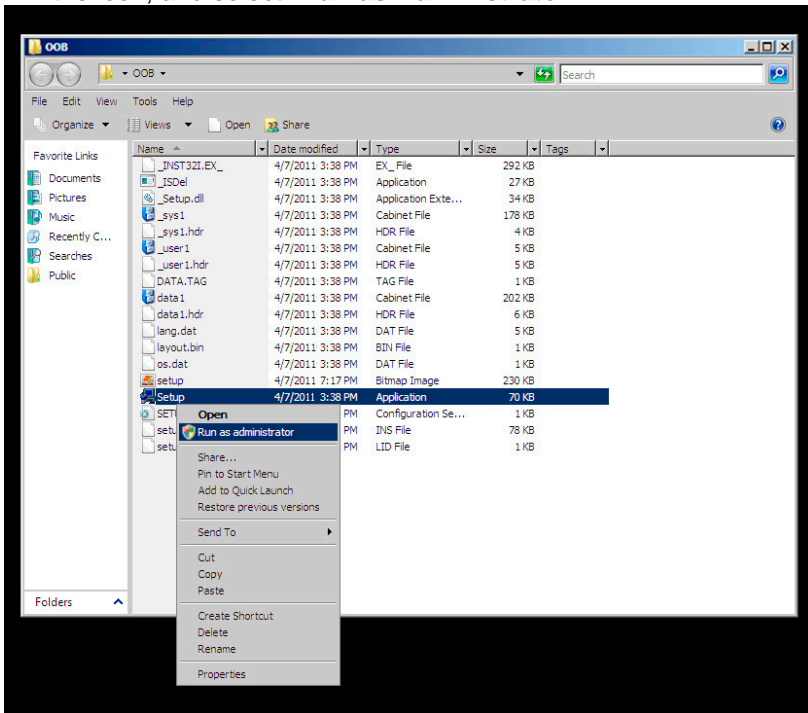 OOB
OOB
Search
File Edit View Tools Help
Organize Views Open Share
Favorite Links
Documents
Pictures
Music
Recently C...
Searches
Public
Folders
Name Date modified Type Size Tags
_INST32I.EX_ 4/7/2011 3:38 PM EX_ File 292 KB
_ISDel 4/7/2011 3:38 PM Application 27 KB
_Setup.dll 4/7/2011 3:38 PM Application Exte... 34 KB
_sys1 4/7/2011 3:38 PM Cabinet File 178 KB
_sys1.hdr 4/7/2011 3:38 PM HDR File 4 KB
_user1 4/7/2011 3:38 PM Cabinet File 5 KB
_user1.hdr 4/7/2011 3:38 PM HDR File 5 KB
DATA.TAG 4/7/2011 3:38 PM TAG File 1 KB
data1 4/7/2011 3:38 PM Cabinet File 202 KB
data1.hdr 4/7/2011 3:38 PM HDR File 6 KB
lang.dat 4/7/2011 3:38 PM DAT File 5 KB
layout.bin 4/7/2011 3:38 PM BIN File 1 KB
os.dat 4/7/2011 3:38 PM DAT File 1 KB
setup 4/7/2011 7:17 PM Bitmap Image 230 KB
Setup 4/7/2011 3:38 PM Application 70 KB
SET PM Configuration Se... 1 KB
setu PM INS File 78 KB
setu PM LID File 1 KB
Open
Run as administrator
Share...
Pin to Start Menu
Add to Quick Launch
Restore previous versions
Send To
Cut
Copy
Paste
Create Shortcut
Delete
Rename
Properties